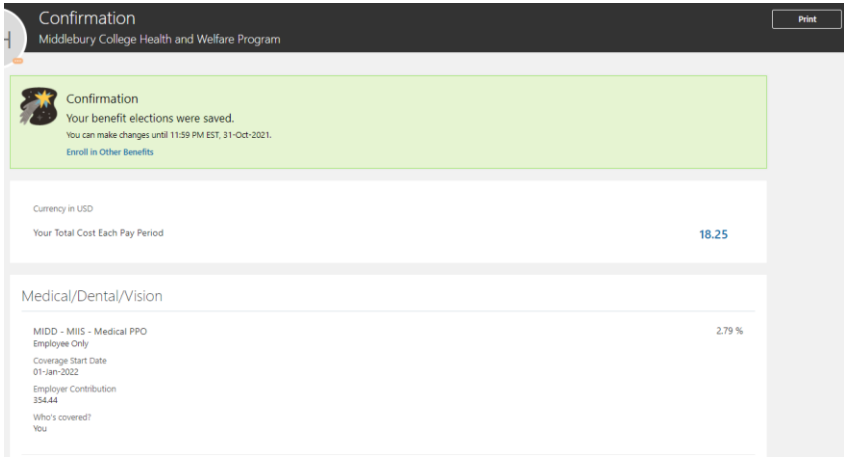 Confirmation
Print
Middlebury College Health and Welfare Program
H
Confirmation
Your benefit elections were saved.
You can make changes until 11:59 PM EST, 31-Oct-2021.
Enroll in Other Benefits
Currency in USD
Your Total Cost Each Pay Period 18.25
Medical/Dental/Vision
MIDD - MIIS - Medical PPO 2.79 %
Employee Only
Coverage Start Date
01-Jan-2022
Employer Contribution
354.44
Who's covered?
You